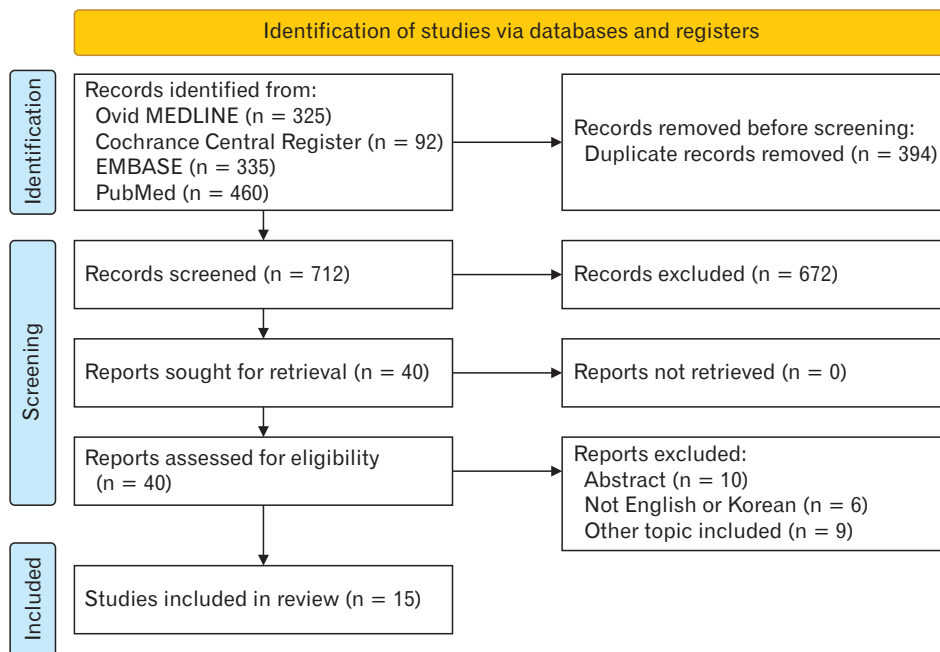 Identification of studies via databases and registers
Identification
Records identified from:
Ovid MEDLINE (n = 325)
Cochrance Central Register (n = 92)
EMBASE (n = 335)
PubMed (n = 460)
Records removed before screening:
Duplicate records removed (n = 394)
Screening
Records screened (n = 712)
Records excluded (n = 672)
Reports sought for retrieval (n = 40)
Reports not retrieved (n = 0)
Reports assessed for eligibility
(n = 40)
Reports excluded:
Abstract (n = 10)
Not English or Korean (n = 6)
Other topic included (n = 9)
Included
Studies included in review (n = 15)